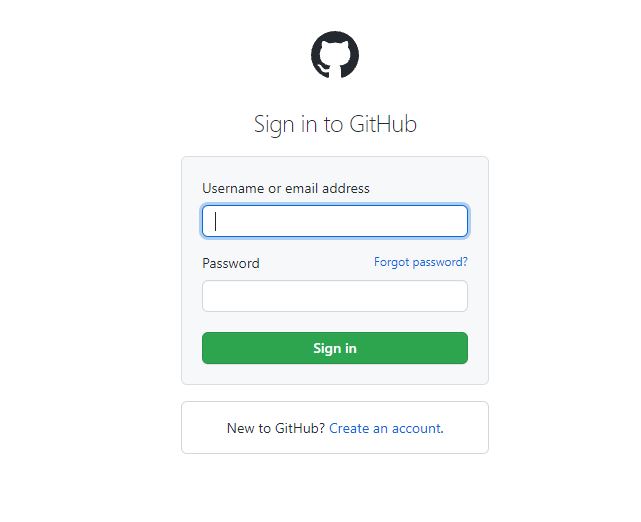 Sign in to GitHub
Username or email address
Password Forgot password?
Sign in
New to GitHub? Create an account.